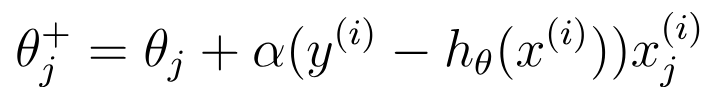 θ_j^+ = θ_j + α(y^{(i)} − h_θ(x^{(i)}))x_j^{(i)}